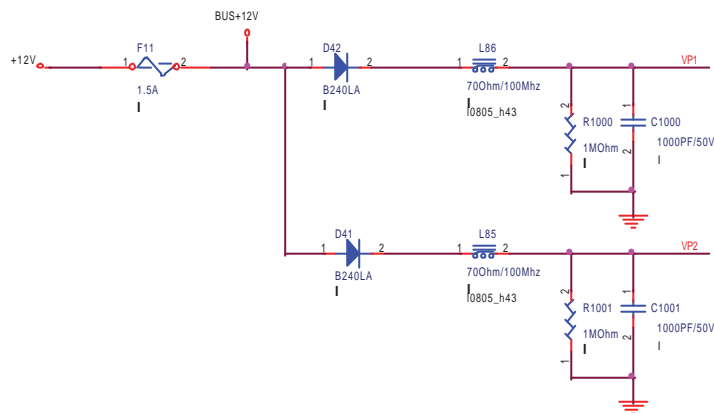 BUS+12V
+12V
F11
1 2
1.5A
I
D42
1 2
B240LA
I
L86
1 2
70Ohm/100Mhz
I
l0805_h43
VP1
2
R1000
1MOhm
I
1
1
C1000
1000PF/50V
2
I
D41
1 2
B240LA
I
L85
1 2
70Ohm/100Mhz
I
l0805_h43
VP2
2
R1001
1MOhm
I
1
1
C1001
1000PF/50V
2
I